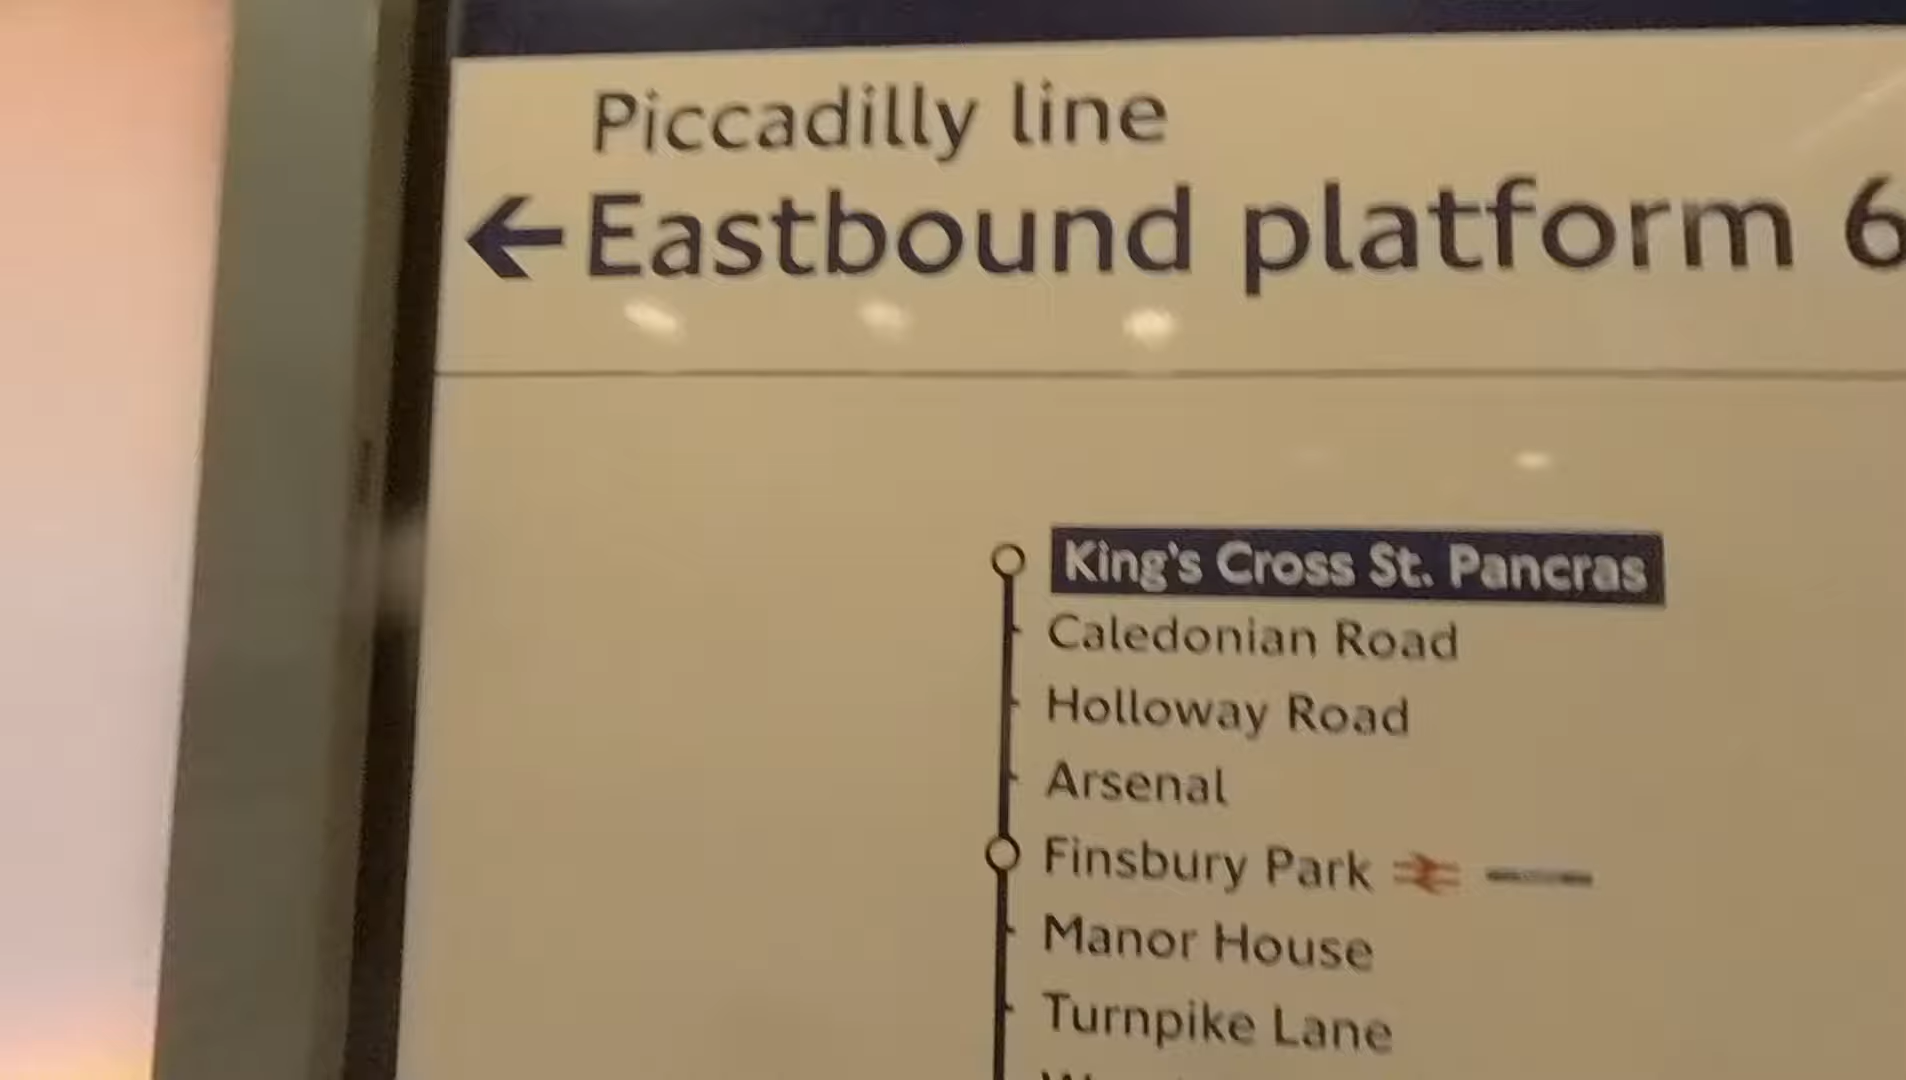 Piccadilly line
Eastbound platform 6
King's Cross St. Pancras
Caledonian Road
Holloway Road
Arsenal
Finsbury Park
Manor House
Turnpike Lane